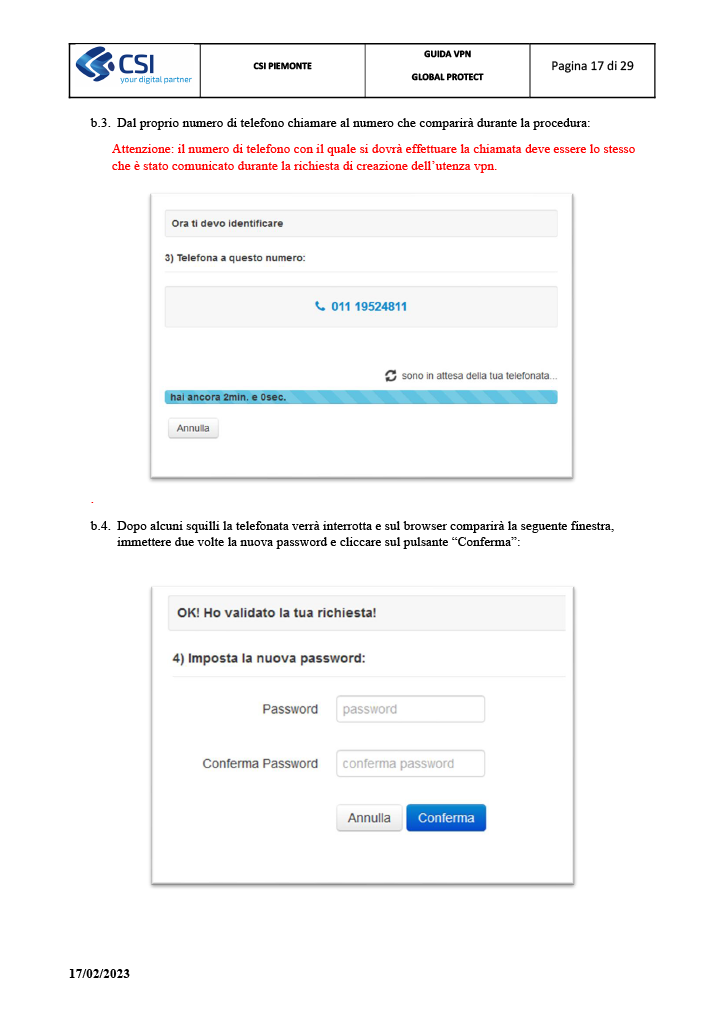 CSI
your digital partner
CSI PIEMONTE
GUIDA VPN
GLOBAL PROTECT
Pagina 17 di 29
b.3. Dal proprio numero di telefono chiamare al numero che comparirà durante la procedura:
Attenzione: il numero di telefono con il quale si dovrà effettuare la chiamata deve essere lo stesso
che è stato comunicato durante la richiesta di creazione dell’utenza vpn.
Ora ti devo identificare
3) Telefona a questo numero:
011 19524811
sono in attesa della tua telefonata...
hai ancora 2min. e 0sec.
Annulla
.
b.4. Dopo alcuni squilli la telefonata verrà interrotta e sul browser comparirà la seguente finestra,
immettere due volte la nuova password e cliccare sul pulsante “Conferma”:
OK! Ho validato la tua richiesta!
4) Imposta la nuova password:
Password password
Conferma Password conferma password
Annulla Conferma
17/02/2023